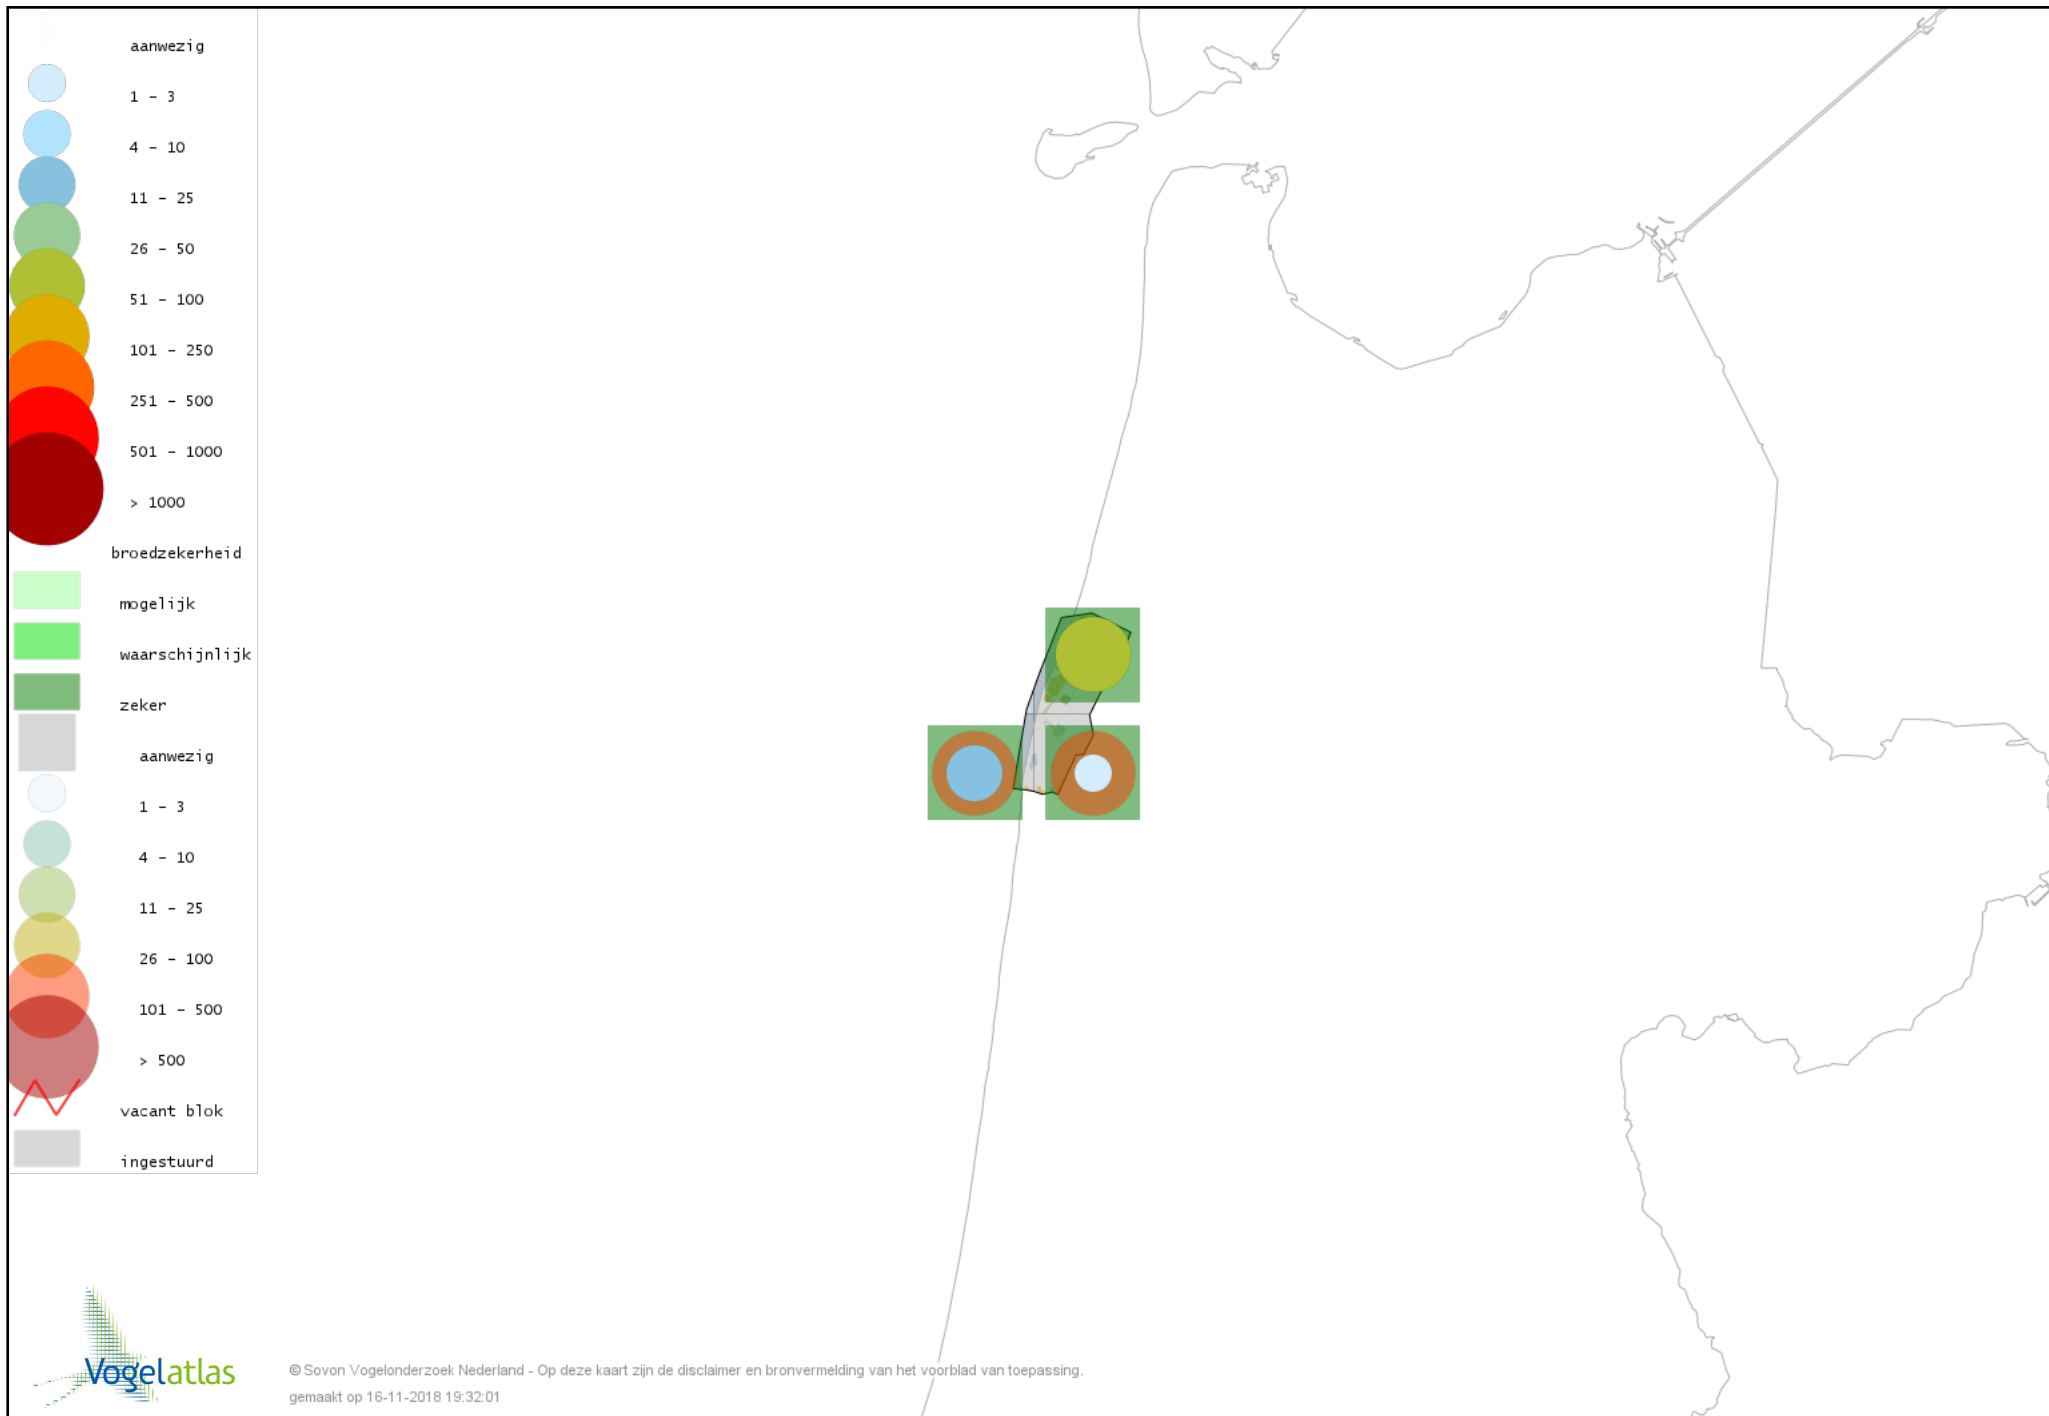 aanwezig
1 - 3
4 - 10
11 - 25
26 - 50
51 - 100
101 - 250
251 - 500
501 - 1000
> 1000
broedzekerheid
mogelijk
waarschijnlijk
zeker
aanwezig
1 - 3
4 - 10
11 - 25
26 - 100
101 - 500
> 500
vacant blok
ingestuurd
Vogelatlas
© Sovon Vogelonderzoek Nederland - Op deze kaart zijn de disclaimer en bronvermelding van het voorblad van toepassing.
gemaakt op 16-11-2018 19:32:01